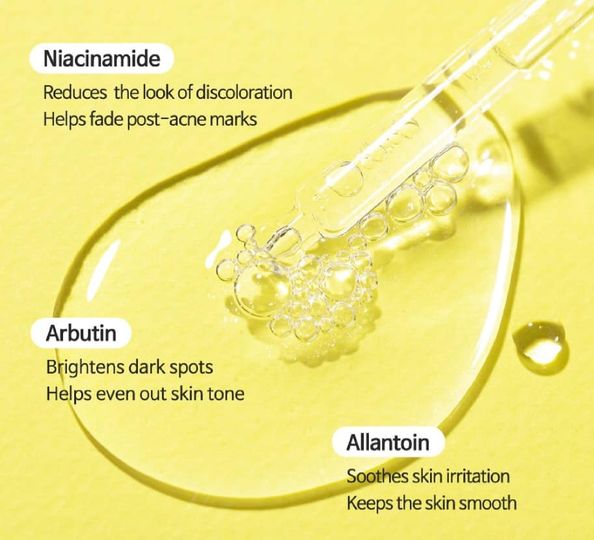 Niacinamide
Reduces the look of discoloration
Helps fade post-acne marks
Arbutin
Brightens dark spots
Helps even out skin tone
Allantoin
Soothes skin irritation
Keeps the skin smooth